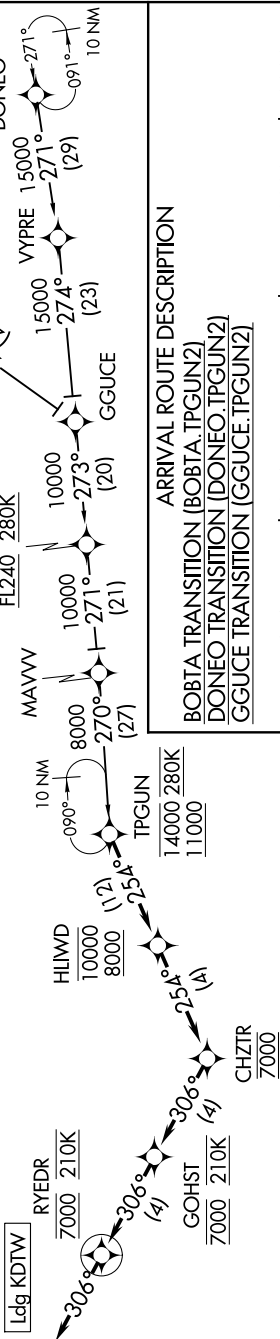 Ldg KDTW
306°
RYEDR
7000 210K
306°
(4)
GOHST
7000 210K
306°
(4)
CHZTR
7000
254°
(4)
HLIWD
10000
8000
(12)
254°
10 NM
090°
TPGUN
14000 280K
11000
8000
270°
(27)
MAVVV
10000
271°
(21)
FL240 280K
10000
273°
(20)
GGUCE
15000
274°
(23)
VYPRE
15000
271°
(29)
DONEO
271°
091°
10 NM
ARRIVAL ROUTE DESCRIPTION
BOBTA TRANSITION (BOBTA.TPGUN2)
DONEO TRANSITION (DONEO.TPGUN2)
GGUCE TRANSITION (GGUCE.TPGUN2)